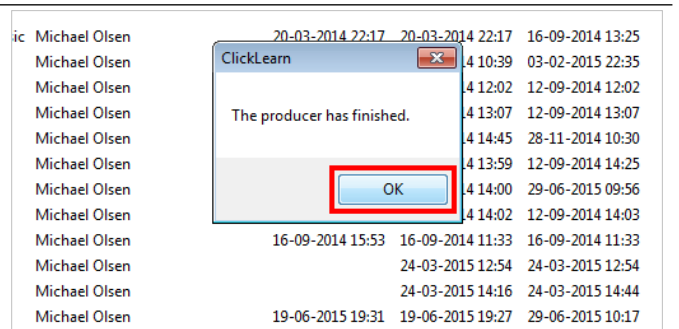 ic Michael Olsen 20-03-2014 22:17 20-03-2014 22:17 16-09-2014 13:25
ClickLearn
Michael Olsen 4 10:39 03-02-2015 22:35
Michael Olsen 4 12:02 12-09-2014 12:02
The producer has finished.
Michael Olsen 4 13:07 12-09-2014 13:07
Michael Olsen 4 14:45 28-11-2014 10:30
Michael Olsen 4 13:59 12-09-2014 14:25
OK
Michael Olsen 4 14:00 29-06-2015 09:56
Michael Olsen 4 14:02 12-09-2014 14:03
Michael Olsen 16-09-2014 15:53 16-09-2014 11:33 16-09-2014 11:33
Michael Olsen 24-03-2015 12:54 24-03-2015 12:54
Michael Olsen 24-03-2015 14:16 24-03-2015 14:44
Michael Olsen 19-06-2015 19:31 19-06-2015 19:27 29-06-2015 10:17